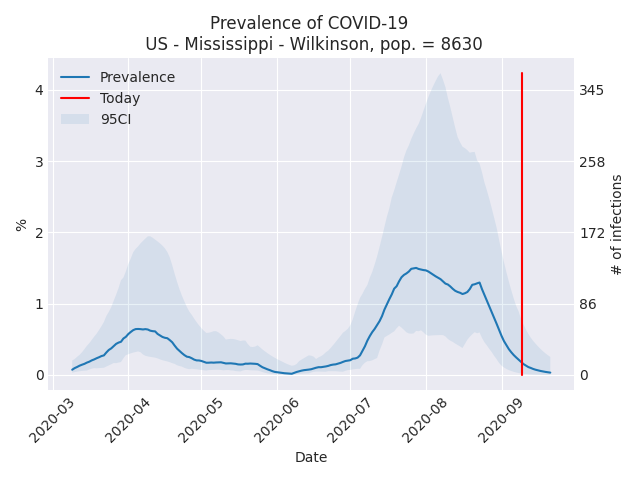 Prevalence of COVID-19
US - Mississippi - Wilkinson, pop. = 8630
Prevalence
Today
95CI
4
3
2
1
0
%
345
258
172
86
0
# of infections
2020-03
2020-04
2020-05
2020-06
2020-07
2020-08
2020-09
Date